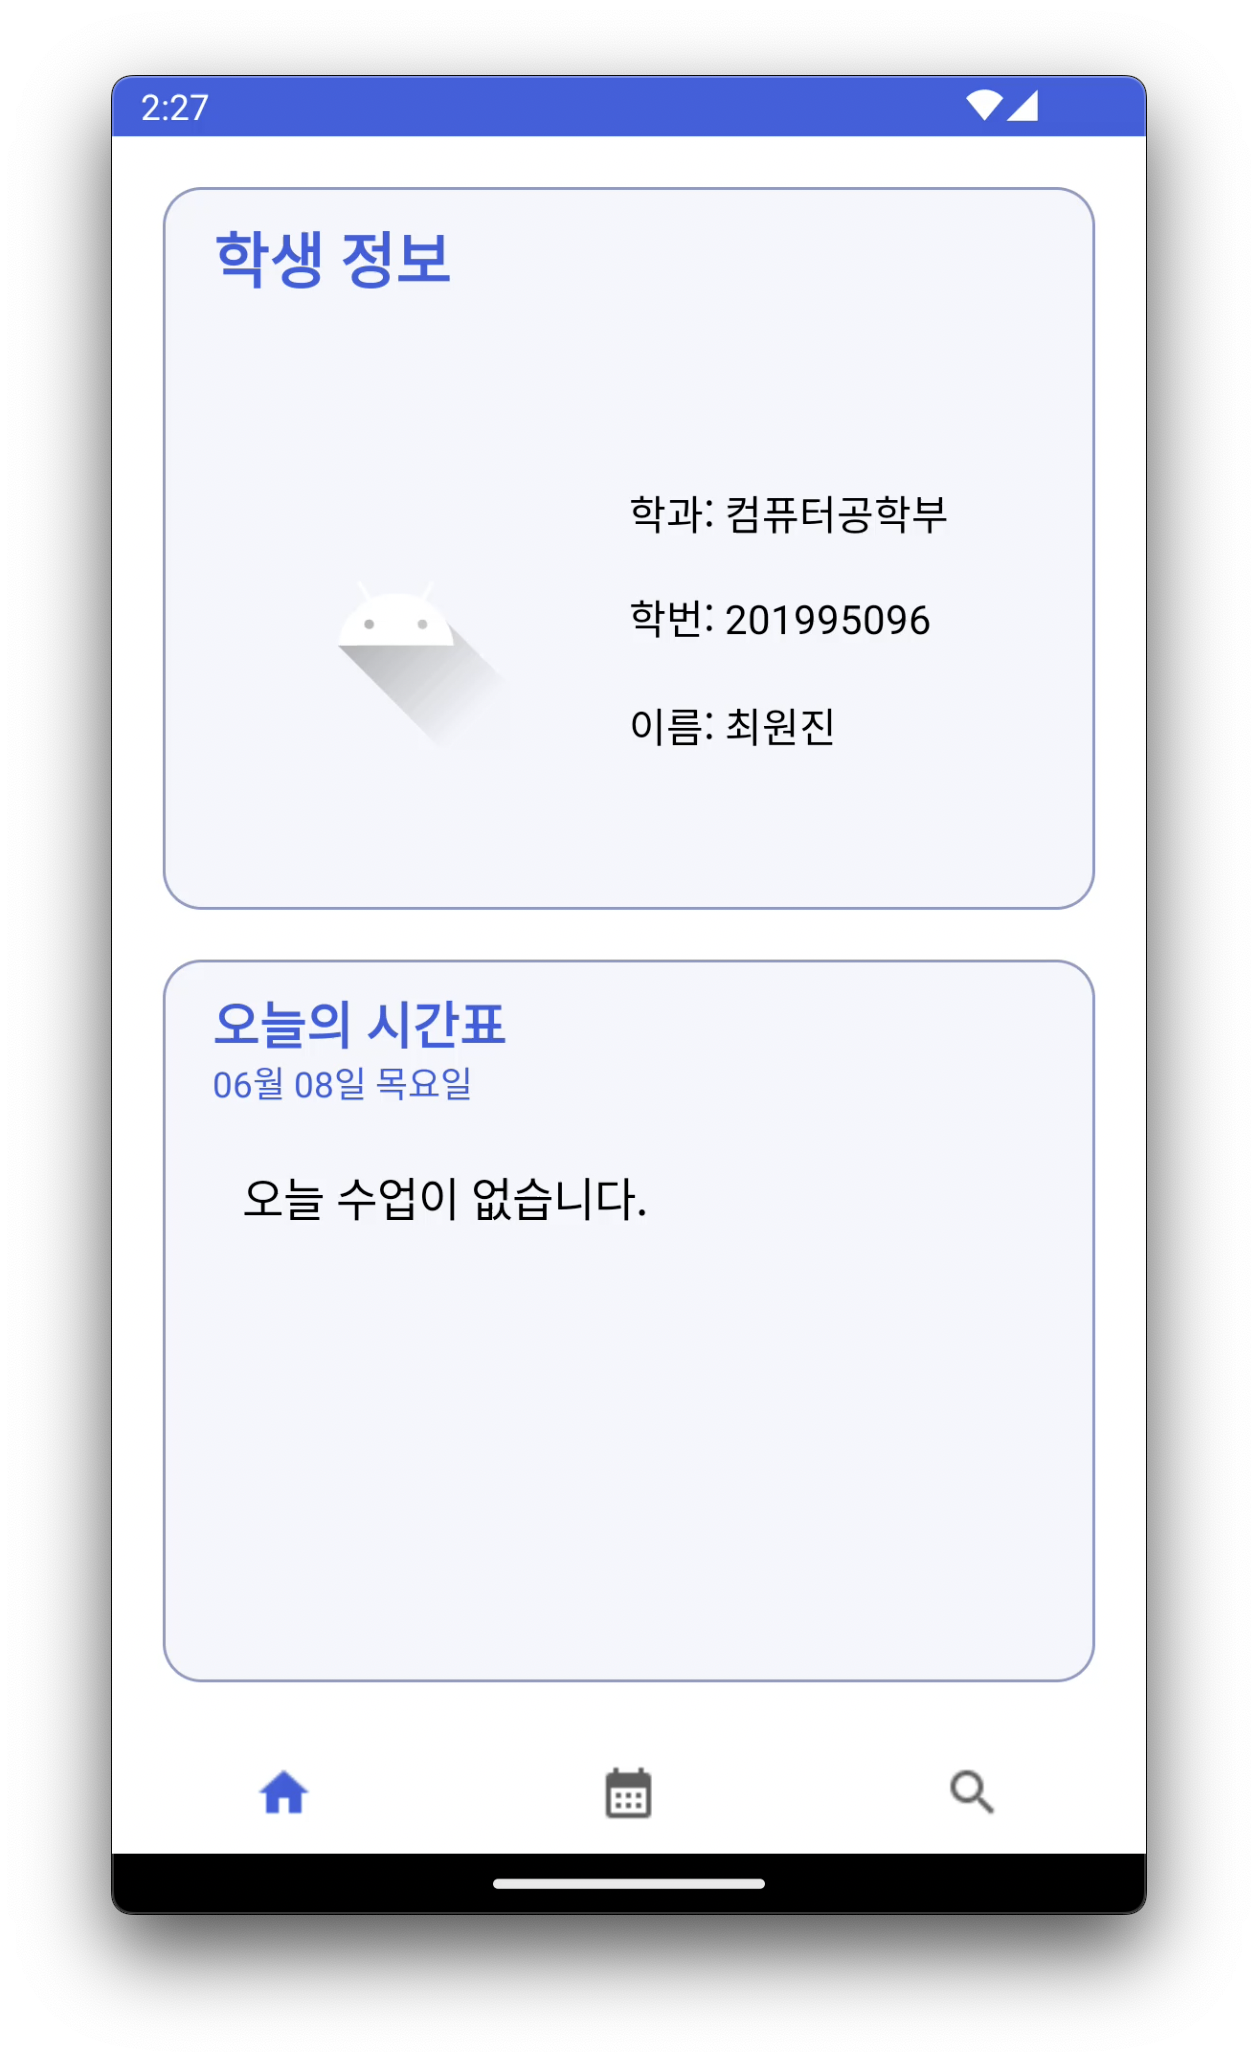 2:27
학생 정보
학과: 컴퓨터공학부
학번: 201995096
이름: 최원진
오늘의 시간표
06월 08일 목요일
오늘 수업이 없습니다.